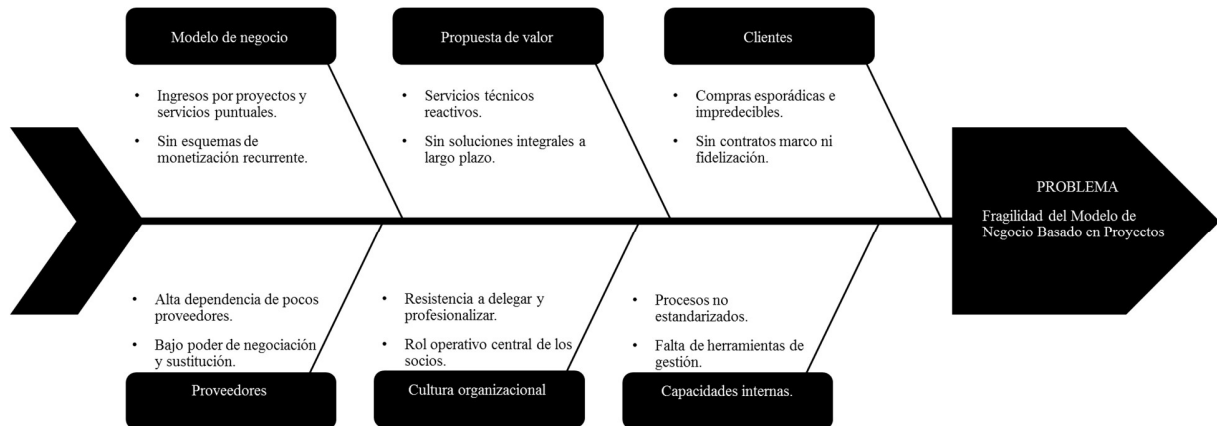 Modelo de negocio
Propuesta de valor
Clientes
• Ingresos por proyectos y
servicios puntuales.
• Sin esquemas de
monetización recurrente.
• Servicios técnicos
reactivos.
• Sin soluciones integrales a
largo plazo.
• Compras esporádicas e
impredecibles.
• Sin contratos marco ni
fidelización.
PROBLEMA
Fragilidad del Modelo de
Negocio Basado en Proyectos
• Alta dependencia de pocos
proveedores.
• Bajo poder de negociación
y sustitución.
• Resistencia a delegar y
profesionalizar.
• Rol operativo central de los
socios.
• Procesos no
estandarizados.
• Falta de herramientas de
gestión.
Proveedores
Cultura organizacional
Capacidades internas.